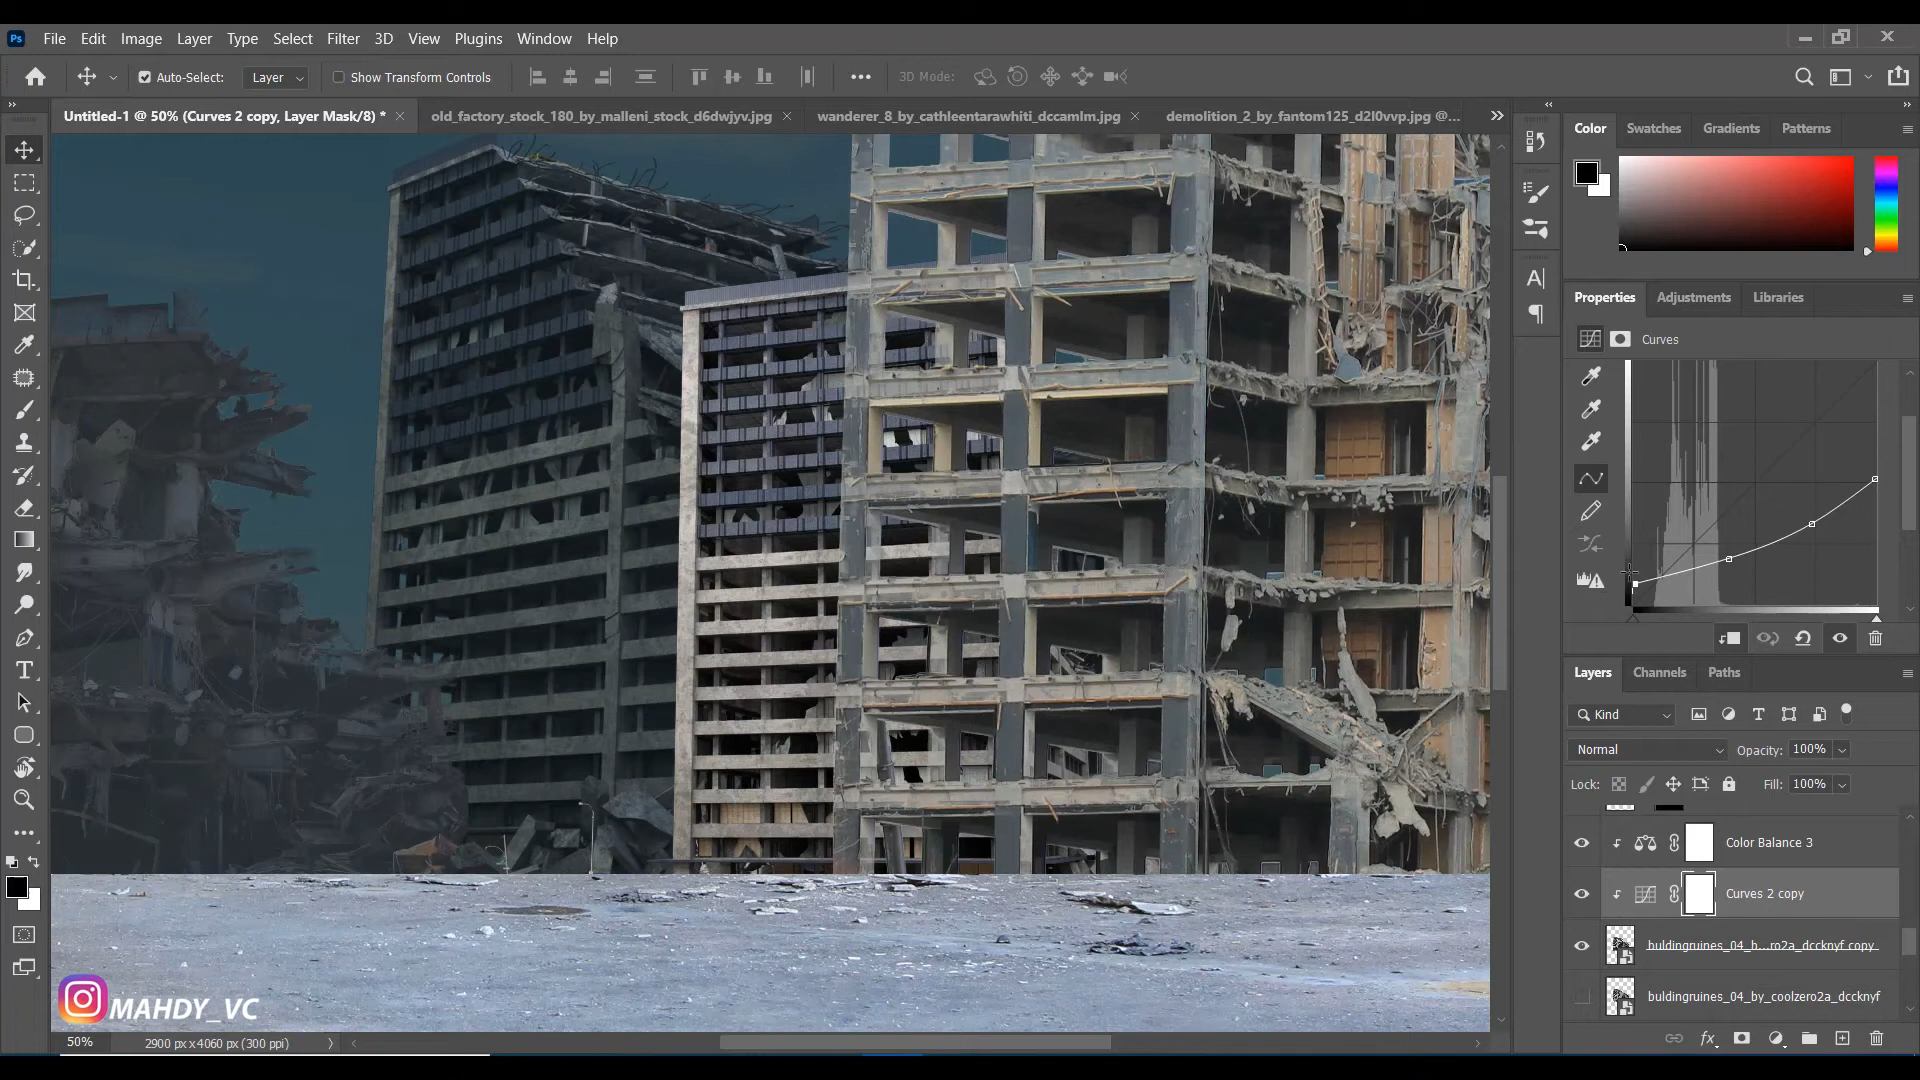 Ps File Edit Image Layer Type Select Filter 3D View Plugins Window Help
Auto-Select: Layer Show Transform Controls 3D Mode:
Untitled-1 @ 50% (Curves 2 copy, Layer Mask/8) * old_factory_stock_180_by_malleni_stock_d6dwjyv.jpg wanderer_8_by_cathleentarawhiti_dccamlm.jpg demolition_2_by_fantom125_d2l0vvp.jpg @...
Color Swatches Gradients Patterns
Properties Adjustments Libraries
Curves
Layers Channels Paths
Kind
Normal Opacity: 100%
Lock: Fill: 100%
Color Balance 3
Curves 2 copy
buldingruines_04_b...ro2a_dccknyf copy
buldingruines_04_by_coolzero2a_dccknyf
fx
MAHDY_VC
50% 2900 px x 4060 px (300 ppi)